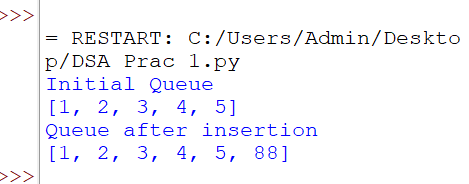 >>>
= RESTART: C:/Users/Admin/Deskto
p/DSA Prac 1.py
Initial Queue
[1, 2, 3, 4, 5]
Queue after insertion
[1, 2, 3, 4, 5, 88]
>>>